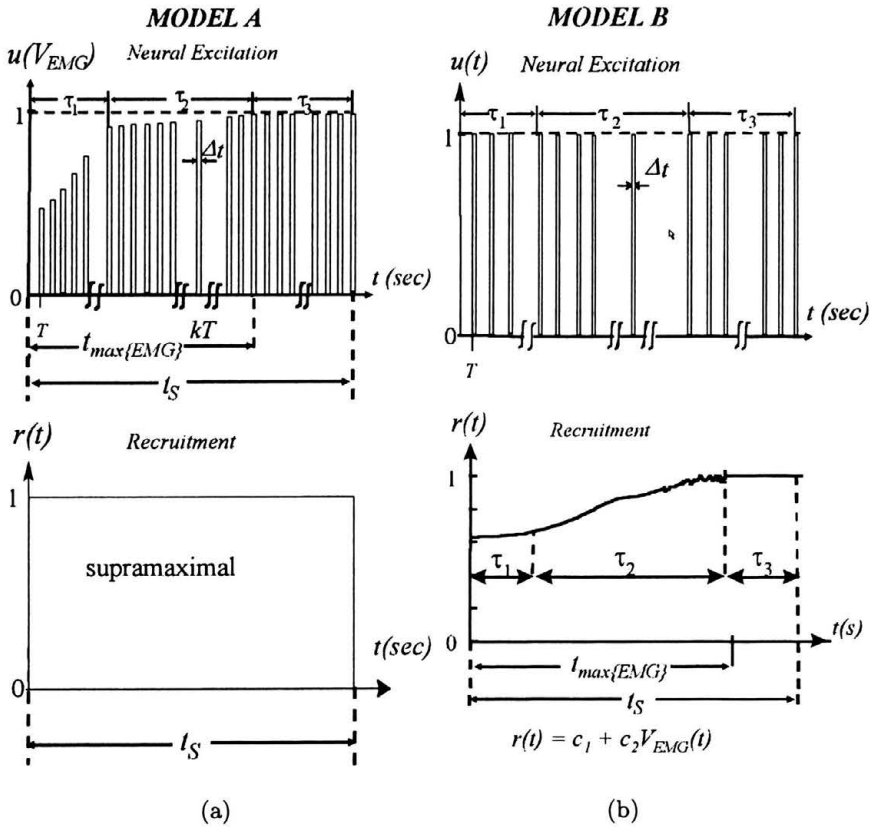 MODEL A
u(V_EMG) Neural Excitation
τ1 τ2 τ3
1
Δt
0
t (sec)
T kT
t_max{EMG}
t_S
r(t) Recruitment
1
supramaximal
t(sec)
0
t_S
(a)
MODEL B
u(t)
Neural Excitation
τ1 τ2 τ3
1
Δt
0
t (sec)
T
r(t) Recruitment
1
τ1 τ2 τ3
0
t(s)
t_max{EMG}
t_S
r(t) = c1 + c2V_EMG(t)
(b)